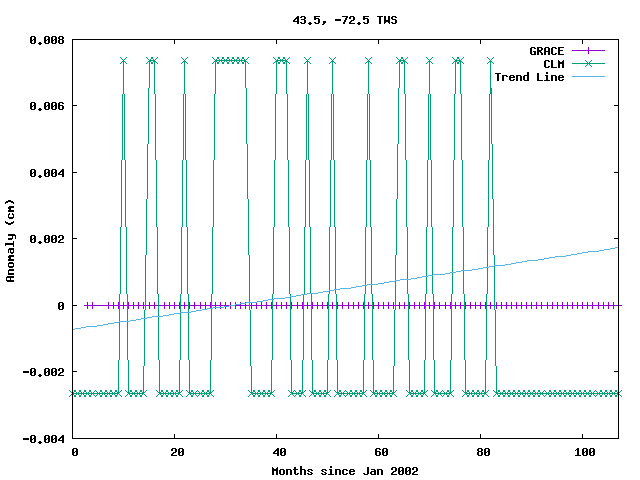 43.5, -72.5 TWS
GRACE
CLM
Trend Line
0.008
0.006
0.004
0.002
0
-0.002
-0.004
Anomaly (cm)
0 20 40 60 80 100
Months since Jan 2002